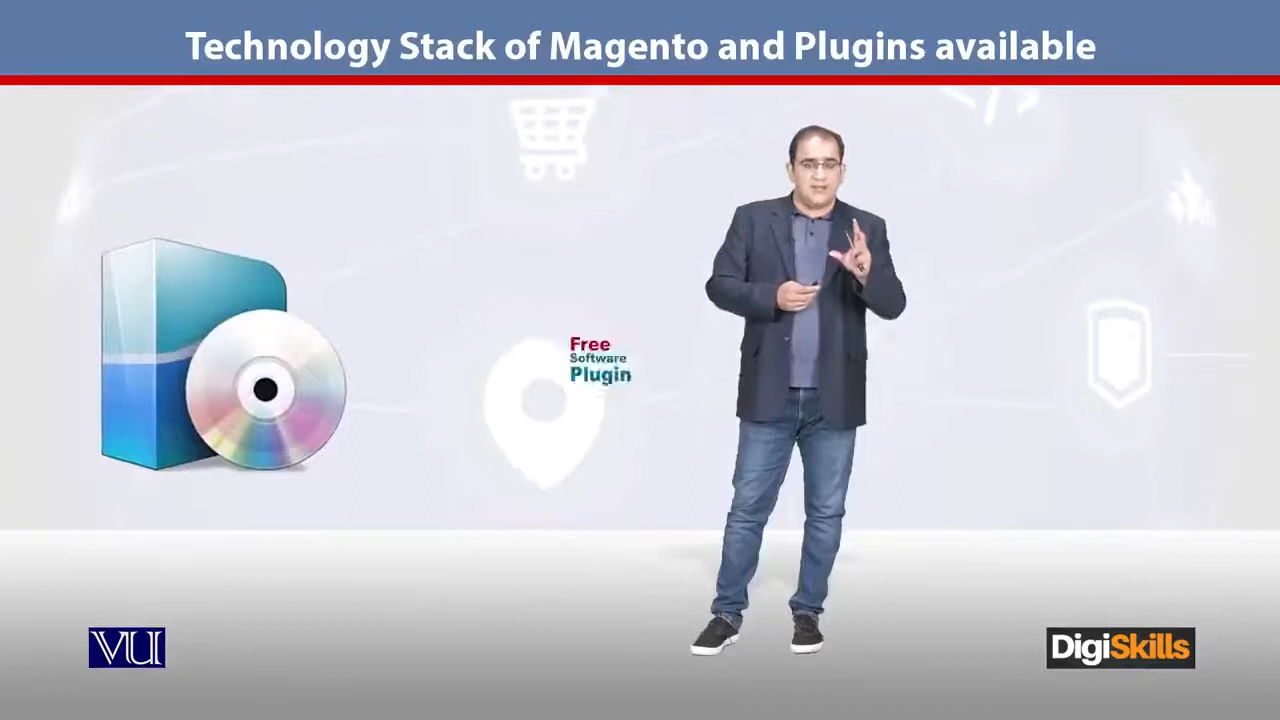 Technology Stack of Magento and Plugins available
Free
Software
Plugin
VU
DigiSkills